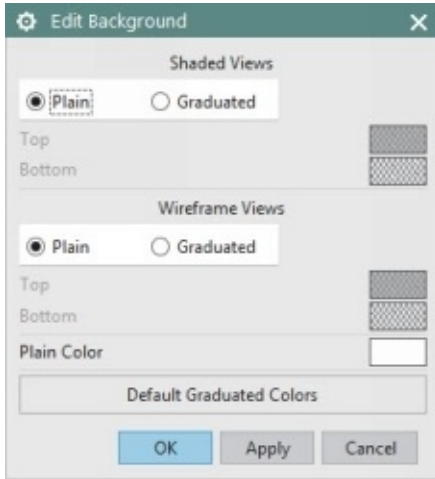 Edit Background
Shaded Views
Plain Graduated
Top
Bottom
Wireframe Views
Plain Graduated
Top
Bottom
Plain Color
Default Graduated Colors
OK Apply Cancel